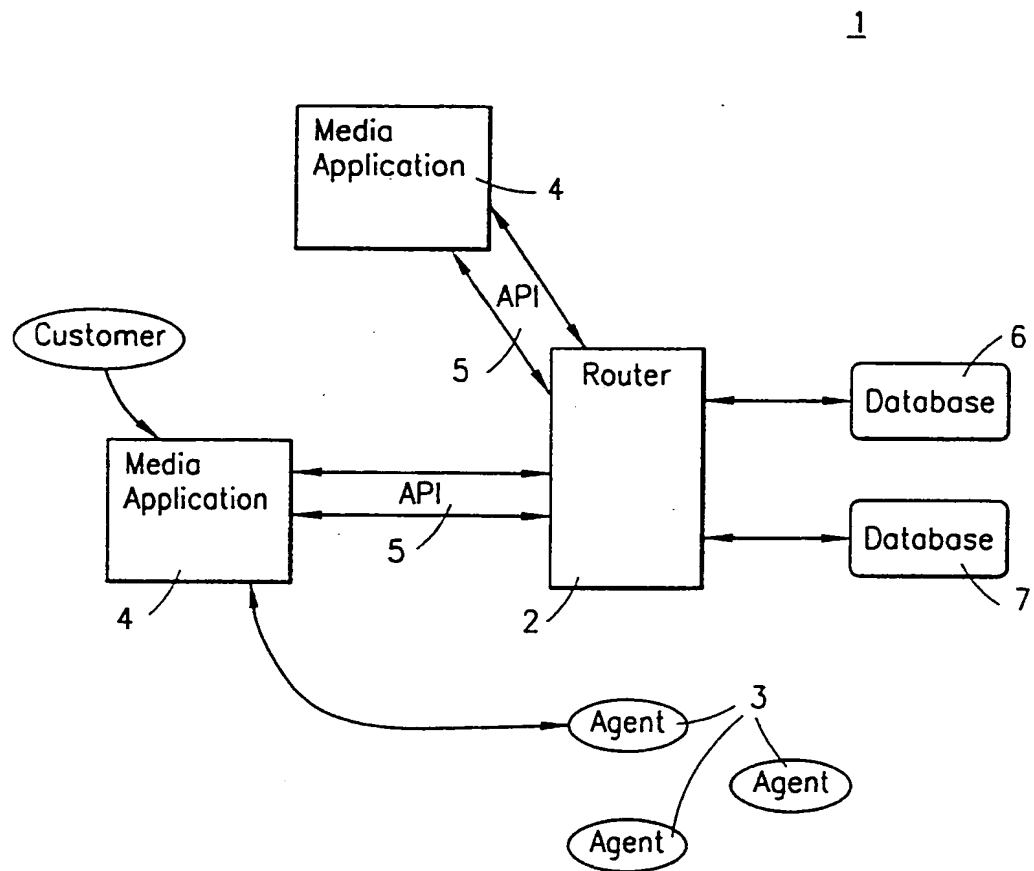 1
Media
Application
4
API
5
Customer
Router
6
Database
Media
Application
API
5
Database
4
2
7
3
Agent
Agent
Agent